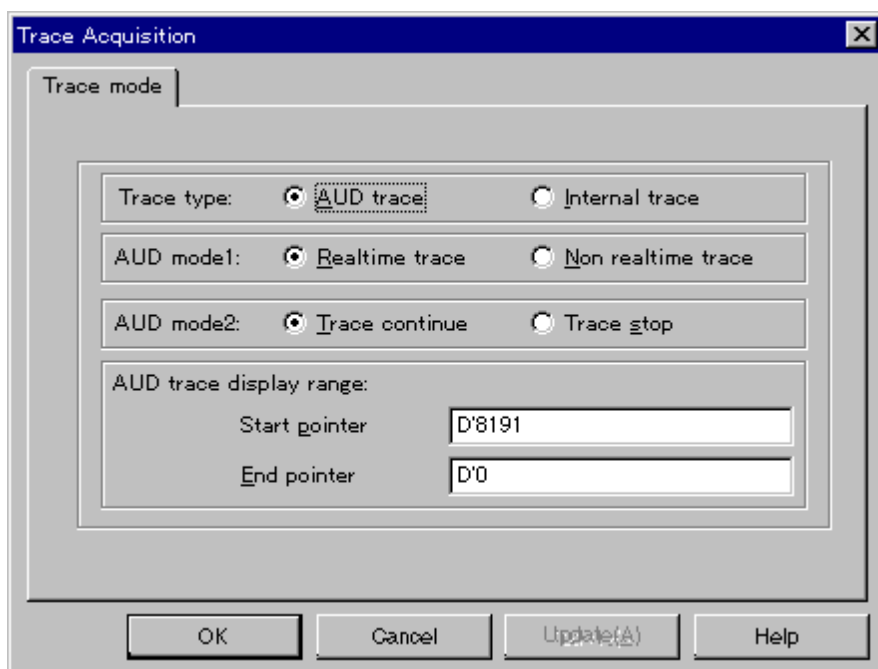 Trace Acquisition
Trace mode
Trace type: AUD trace Internal trace
AUD mode1: Realtime trace Non realtime trace
AUD mode2: Trace continue Trace stop
AUD trace display range:
Start pointer D'8191
End pointer D'0
OK Cancel Update(A) Help